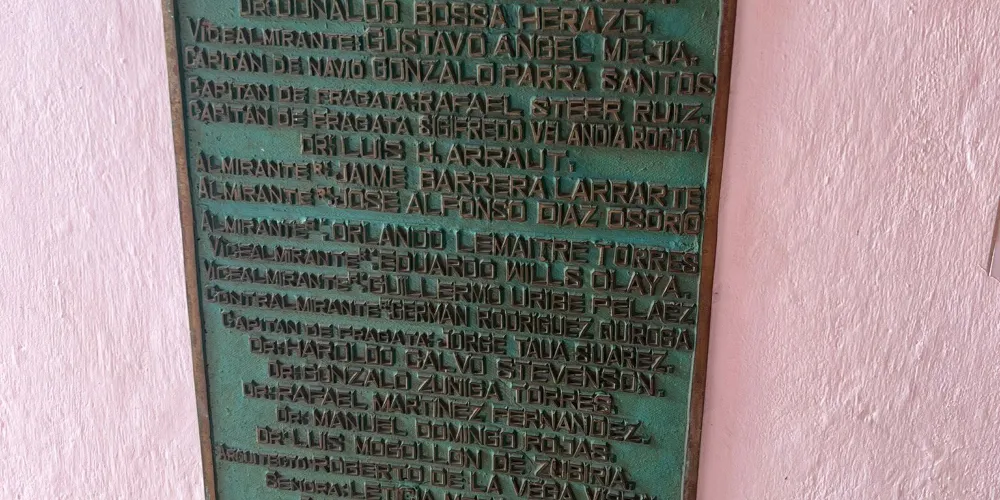 DR: DONALDO BOSSA HERAZO.
VICEALMIRANTE: GUSTAVO ANGEL MEJA.
CAPITAN DE NAVIO GONZALO PARRA SANTOS
CAPITAN DE FRAGATA: RAFAEL STEER RUIZ.
CAPITAN DE FRAGATA SIGIFREDO VELANDIA ROCHA
DR: LUIS H. ARRAUT.
ALMIRANTE "R": JAIME BARRERA LARRARTE
ALMIRANTE "R": JOSE ALFONSO DIAZ OSORIO
ALMIRANTE ORLANDO LEMAITRE TORRES
VICEALMIRANTE EDUARDO WILLS OLAYA.
VICEALMIRANTE GUILLERMO URIBE PELAEZ
CONTRALMIRANTE GERMAN RODRIGUEZ QUIROGA
CAPITAN DE FRAGATA: JORGE TAUA SUAREZ.
DR: HAROLDO CALVO STEVENSON.
DR: GONZALO ZUÑIGA TORRES.
DR: RAFAEL MARTINEZ FERNANDEZ.
DR: MANUEL DOMINGO ROJAS.
DR: LUIS MOGOLLON DE ZUBIRIA.
ARQUITECTO ROBERTO DE LA VEGA
SEÑORA: LETICIA